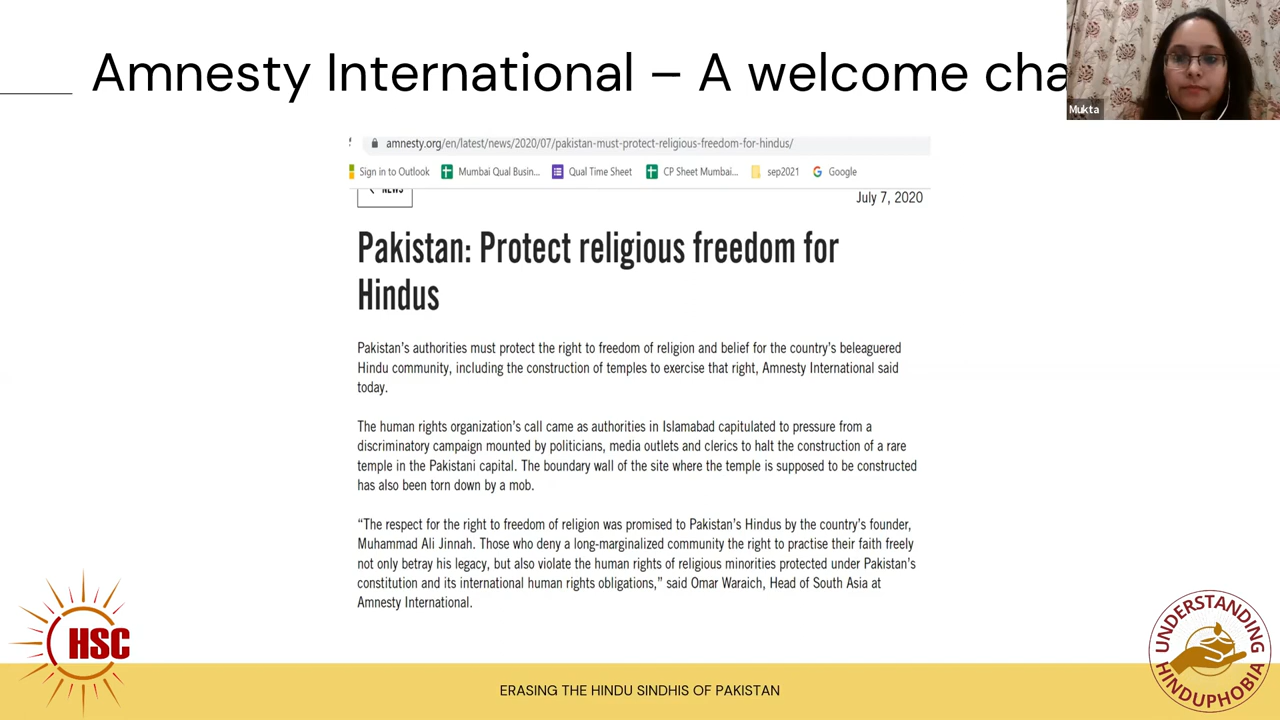 Amnesty International – A welcome cha
Mukta
amnesty.org/en/latest/news/2020/07/pakistan-must-protect-religious-freedom-for-hindus/
Sign in to Outlook Mumbai Qual Busin... Qual Time Sheet CP Sheet Mumbai... sep2021 Google
NEWS
July 7, 2020
Pakistan: Protect religious freedom for
Hindus
Pakistan’s authorities must protect the right to freedom of religion and belief for the country’s beleaguered
Hindu community, including the construction of temples to exercise that right, Amnesty International said
today.
The human rights organization’s call came as authorities in Islamabad capitulated to pressure from a
discriminatory campaign mounted by politicians, media outlets and clerics to halt the construction of a rare
temple in the Pakistani capital. The boundary wall of the site where the temple is supposed to be constructed
has also been torn down by a mob.
“The respect for the right to freedom of religion was promised to Pakistan’s Hindus by the country’s founder,
Muhammad Ali Jinnah. Those who deny a long-marginalized community the right to practise their faith freely
not only betray his legacy, but also violate the human rights of religious minorities protected under Pakistan’s
constitution and its international human rights obligations,” said Omar Waraich, Head of South Asia at
Amnesty International.
HSC
UNDERSTANDING
HINDUPHOBIA
ERASING THE HINDU SINDHIS OF PAKISTAN